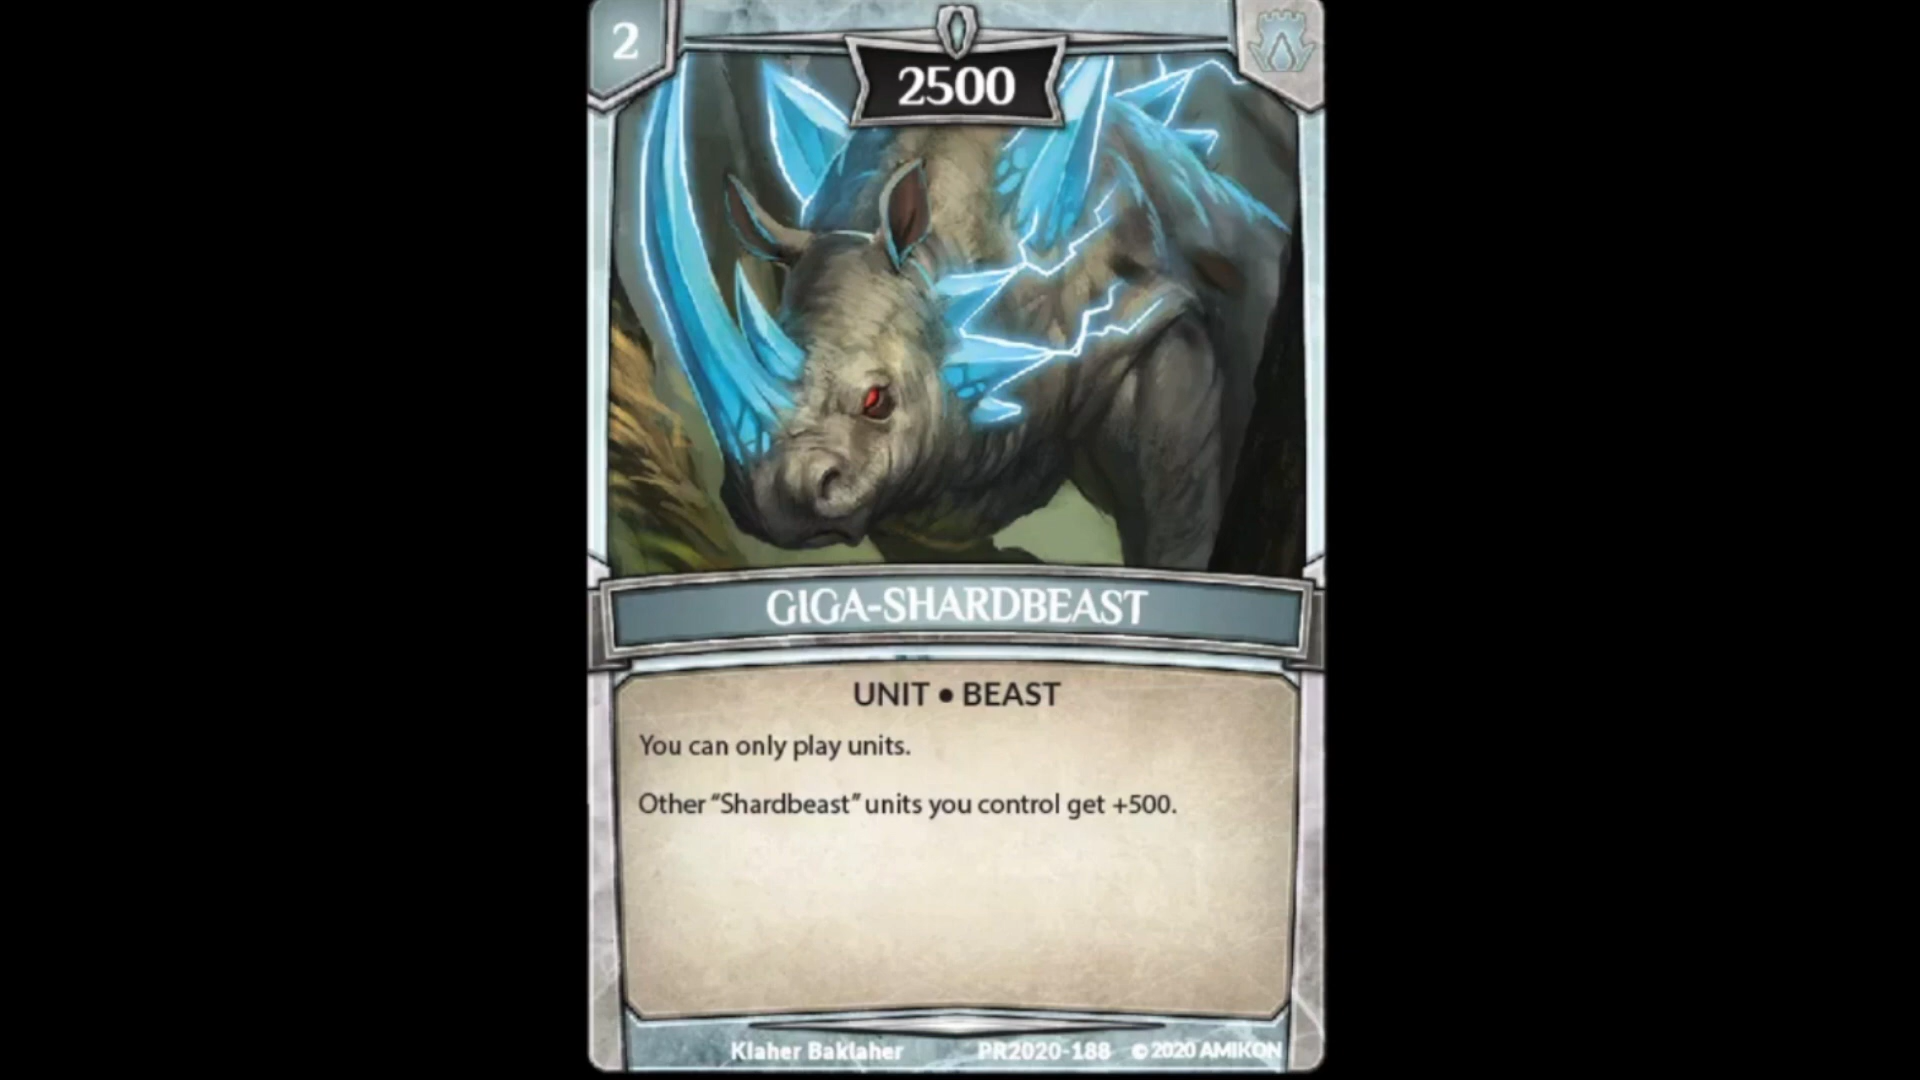 2
2500
GIGA-SHARDBEAST
UNIT • BEAST
You can only play units.
Other “Shardbeast” units you control get +500.
Klaher Baklaher PR2020-188 © 2020 AMIKON